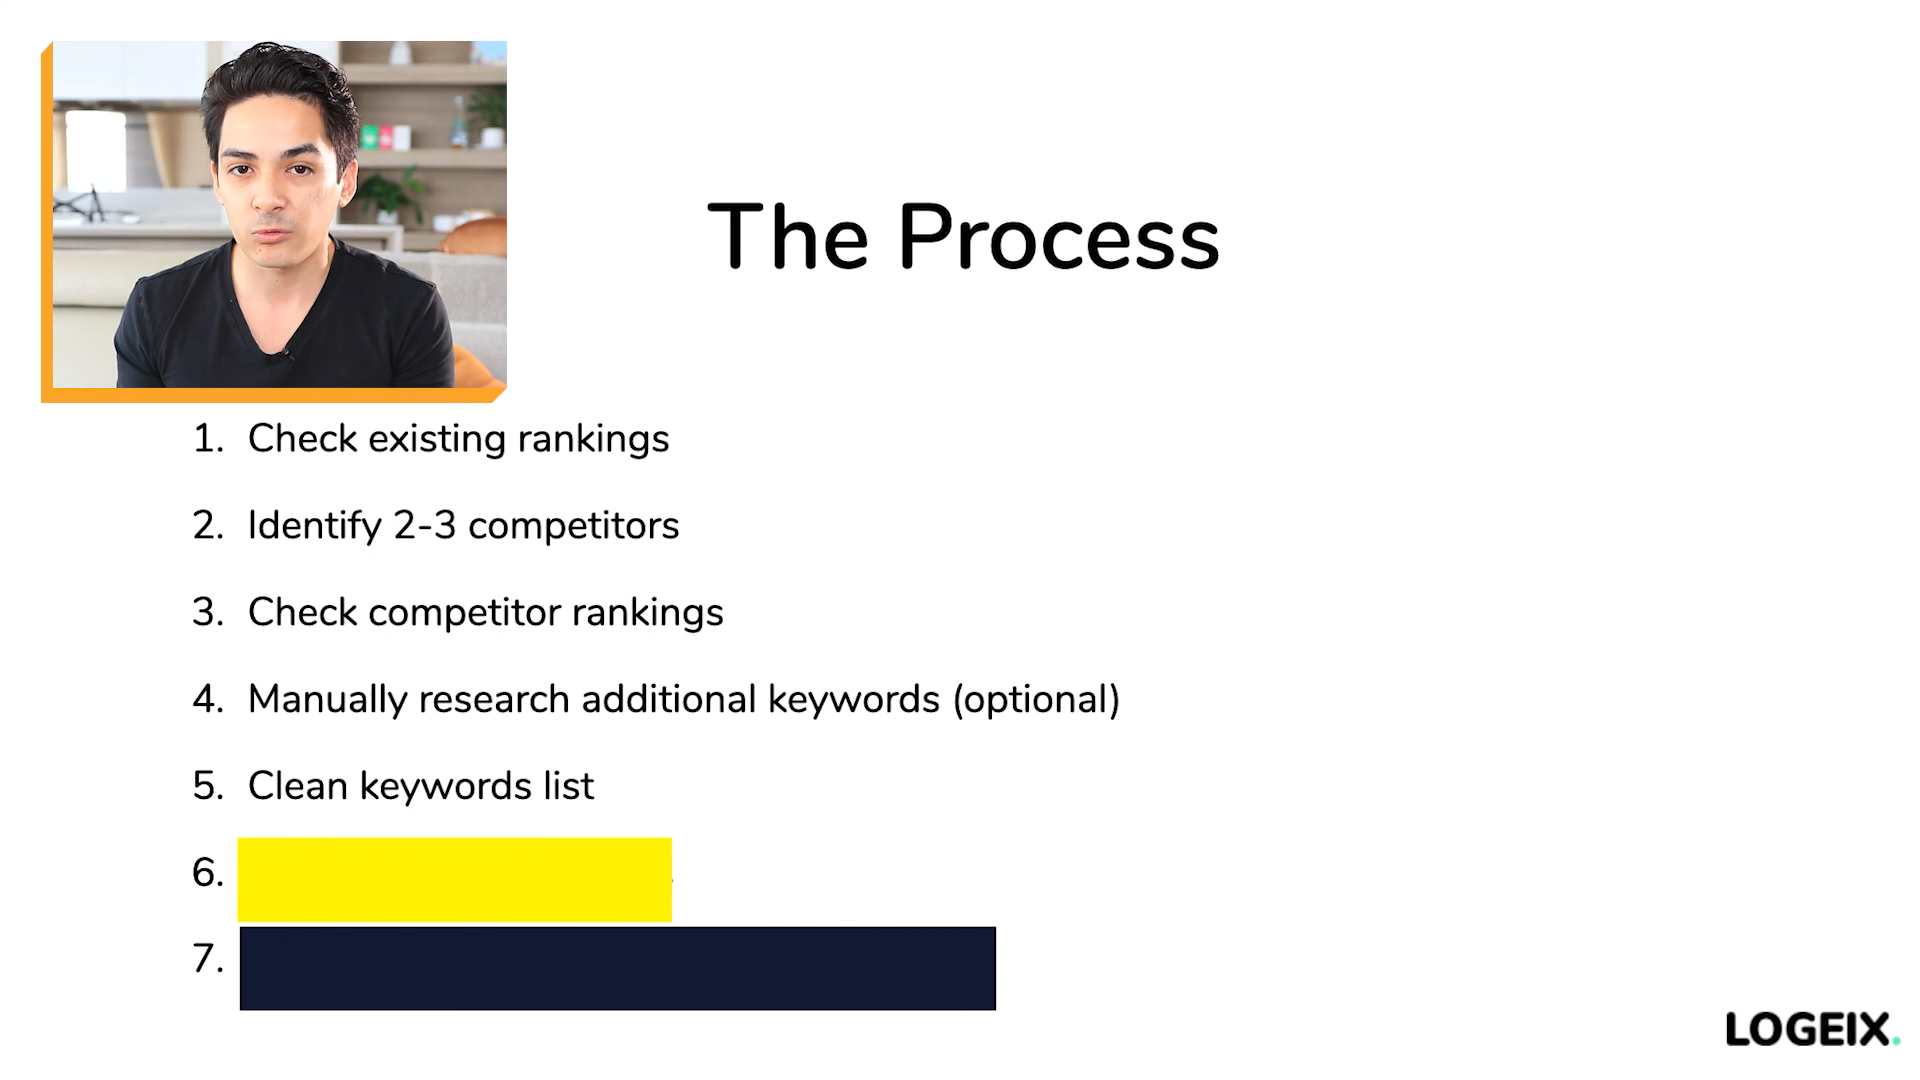 The Process
1. Check existing rankings
2. Identify 2-3 competitors
3. Check competitor rankings
4. Manually research additional keywords (optional)
5. Clean keywords list
6.
7.
LOGEIX.